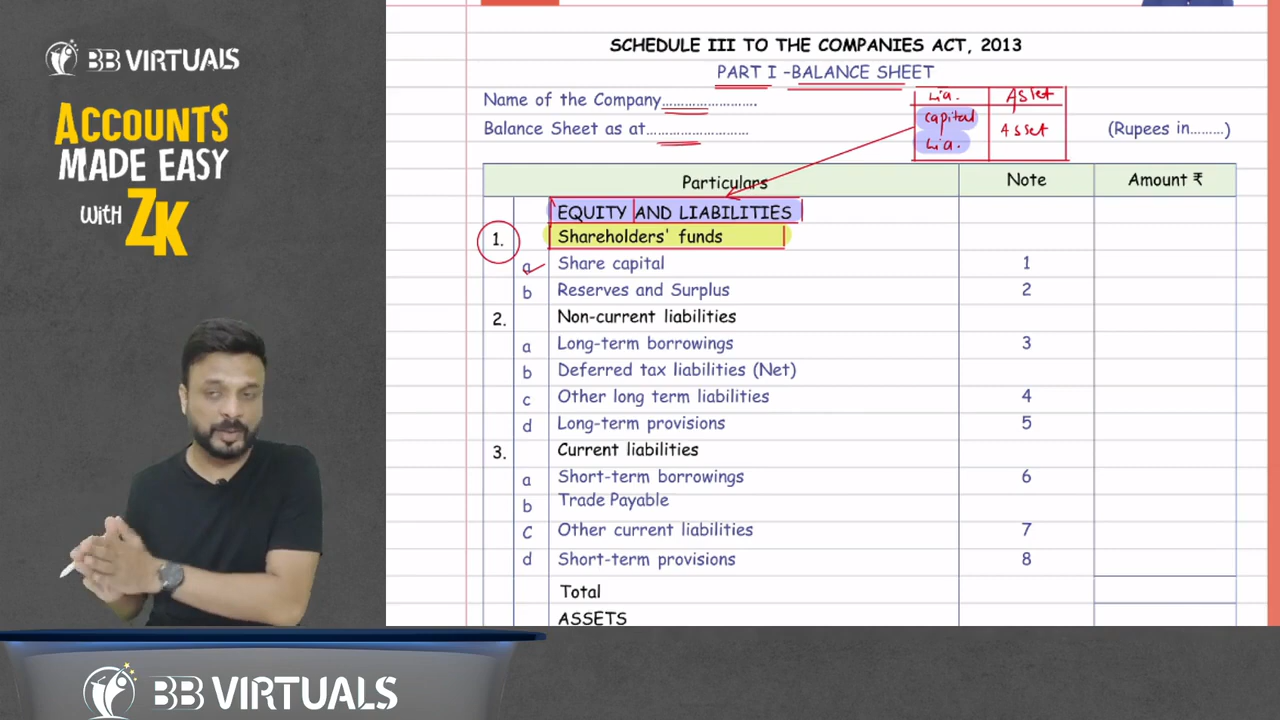 BB VIRTUALS
ACCOUNTS
MADE EASY
WITH ZK
SCHEDULE III TO THE COMPANIES ACT, 2013
PART I -BALANCE SHEET
Name of the Company........................
Balance Sheet as at........................
Lia. Asset
capital Asset
Lia.
(Rupees in.........)
Particulars Note Amount ₹
EQUITY AND LIABILITIES
1. Shareholders' funds
a Share capital 1
b Reserves and Surplus 2
2. Non-current liabilities
a Long-term borrowings 3
b Deferred tax liabilities (Net)
c Other long term liabilities 4
d Long-term provisions 5
3. Current liabilities
a Short-term borrowings 6
b Trade Payable
C Other current liabilities 7
d Short-term provisions 8
Total
ASSETS
BB VIRTUALS